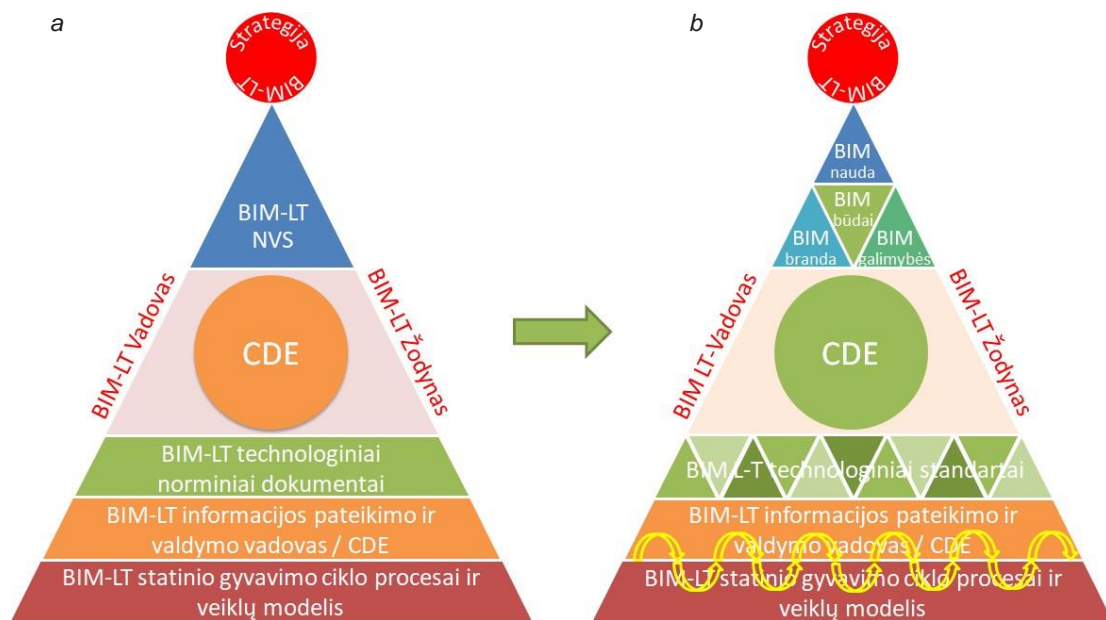 a
Strategija
BIM-LT
BIM-LT
NVS
BIM-LT Vadovas
BIM-LT Žodynas
CDE
BIM-LT technologiniai
norminiai dokumentai
BIM-LT informacijos pateikimo ir
valdymo vadovas / CDE
BIM-LT statinio gyvavimo ciklo procesai ir
veiklų modelis
b
Strategija
BIM-LT
BIM
nauda
BIM
būdai
BIM
branda
BIM
galimybės
BIM LT-Vadovas
BIM-LT Žodynas
CDE
BIM-L-T technologiniai standartai
BIM-LT informacijos pateikimo ir
valdymo vadovas / CDE
BIM-LT statinio gyvavimo ciklo procesai ir
veiklų modelis